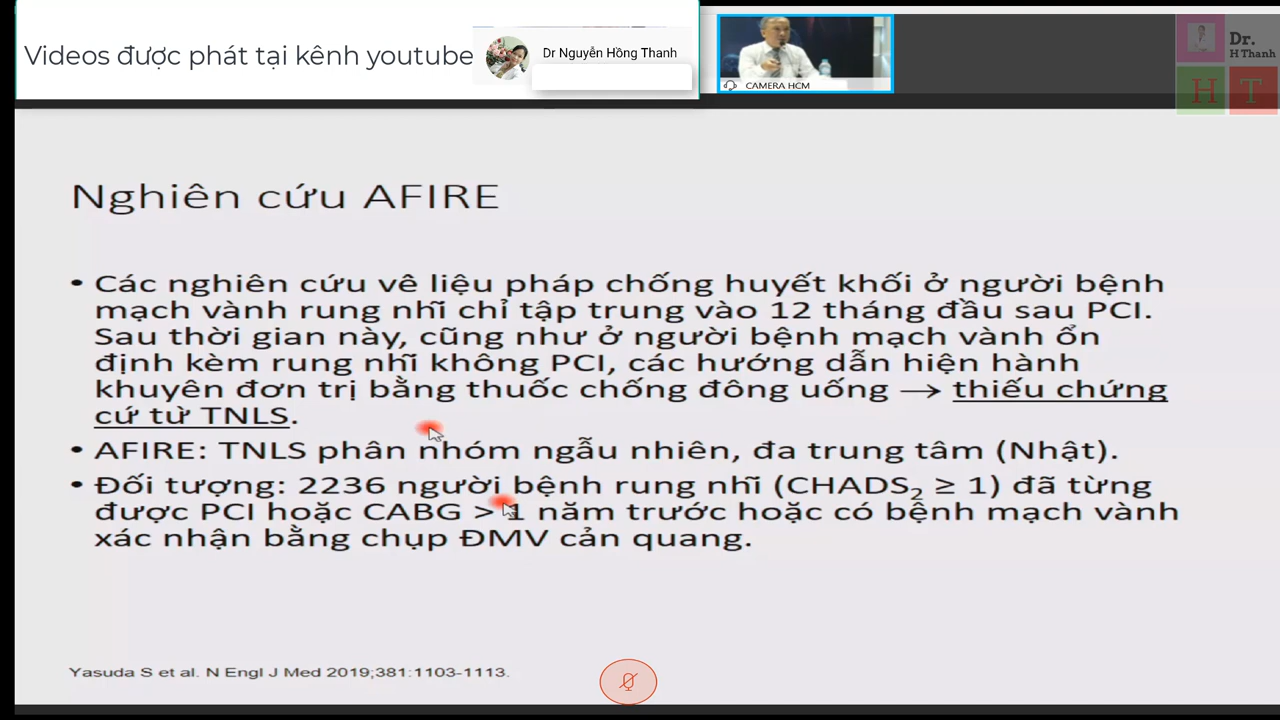 Videos được phát tại kênh youtube
Dr Nguyễn Hồng Thanh
CAMERA HCM
Dr.
H Thanh
H T
Nghiên cứu AFIRE
• Các nghiên cứu về liệu pháp chống huyết khối ở người bệnh
mạch vành rung nhĩ chỉ tập trung vào 12 tháng đầu sau PCI.
Sau thời gian này, cũng như ở người bệnh mạch vành ổn
định kèm rung nhĩ không PCI, các hướng dẫn hiện hành
khuyên đơn trị bằng thuốc chống đông uống → thiếu chứng
cứ từ TNLS.
• AFIRE: TNLS phân nhóm ngẫu nhiên, đa trung tâm (Nhật).
• Đối tượng: 2236 người bệnh rung nhĩ (CHADS₂ ≥ 1) đã từng
được PCI hoặc CABG > 1 năm trước hoặc có bệnh mạch vành
xác nhận bằng chụp ĐMV cản quang.
Yasuda S et al. N Engl J Med 2019;381:1103-1113.